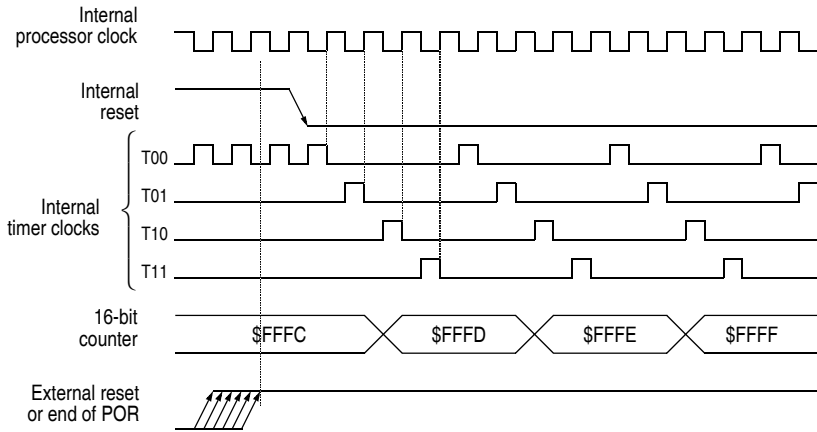 Internal
processor clock
Internal
reset
T00
T01
Internal
timer clocks
T10
T11
16-bit
counter
$FFFC
$FFFD
$FFFE
$FFFF
External reset
or end of POR